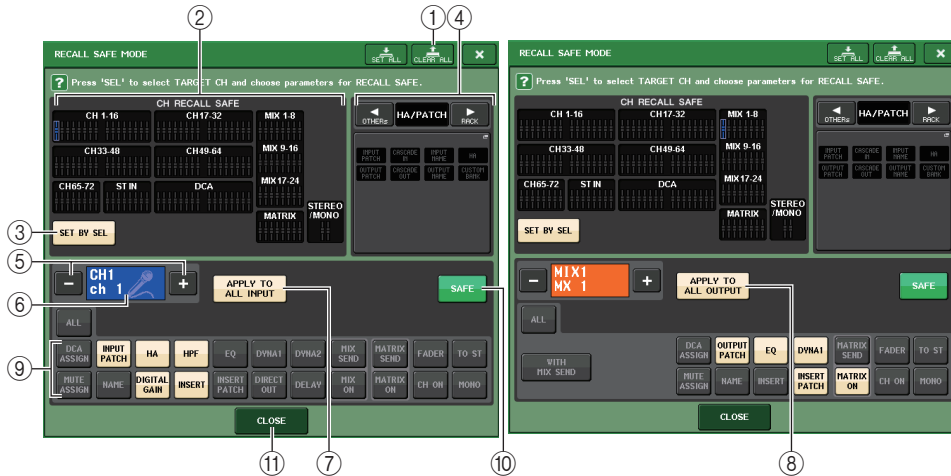 ② ① ④
RECALL SAFE MODE
SET ALL
CLEAR ALL
? Press 'SEL' to select TARGET CH and choose parameters for RECALL SAFE.
CH RECALL SAFE
CH 1-16
CH17-32
MIX 1-8
CH33-48
CH49-64
MIX 9-16
CH65-72
ST IN
DCA
MIX17-24
MATRIX
STEREO
/MONO
OTHERs
HA/PATCH
RACK
INPUT PATCH
CASCADE IN
INPUT NAME
HA
OUTPUT PATCH
CASCADE OUT
OUTPUT NAME
CUSTOM BANK
③
SET BY SEL
⑤
−
CH1
ch 1
+
⑥
APPLY TO
ALL INPUT
SAFE
ALL
⑨
DCA ASSIGN
INPUT PATCH
HA
HPF
EQ
DYNA1
DYNA2
MIX SEND
MATRIX SEND
FADER
TO ST
MUTE ASSIGN
NAME
DIGITAL GAIN
INSERT
INSERT PATCH
DIRECT OUT
DELAY
MIX ON
MATRIX ON
CH ON
MONO
CLOSE
⑪ ⑦ ⑩
RECALL SAFE MODE
SET ALL
CLEAR ALL
? Press 'SEL' to select TARGET CH and choose parameters for RECALL SAFE.
CH RECALL SAFE
CH 1-16
CH17-32
MIX 1-8
CH33-48
CH49-64
MIX 9-16
CH65-72
ST IN
DCA
MIX17-24
MATRIX
STEREO
/MONO
OTHERs
HA/PATCH
RACK
INPUT PATCH
CASCADE IN
INPUT NAME
HA
OUTPUT PATCH
CASCADE OUT
OUTPUT NAME
CUSTOM BANK
SET BY SEL
−
MIX1
MX 1
+
APPLY TO
ALL OUTPUT
SAFE
ALL
WITH
MIX SEND
DCA ASSIGN
OUTPUT PATCH
EQ
DYNA1
MATRIX SEND
FADER
TO ST
MUTE ASSIGN
NAME
INSERT
INSERT PATCH
MATRIX ON
CH ON
MONO
CLOSE
⑧